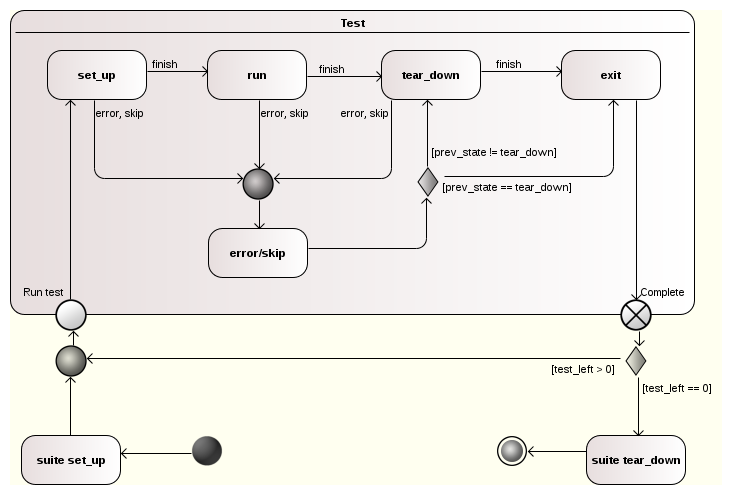 Test
set_up
finish
run
finish
tear_down
finish
exit
error, skip
error, skip
error, skip
[prev_state != tear_down]
[prev_state == tear_down]
error/skip
Run test
Complete
[test_left > 0]
[test_left == 0]
suite set_up
suite tear_down